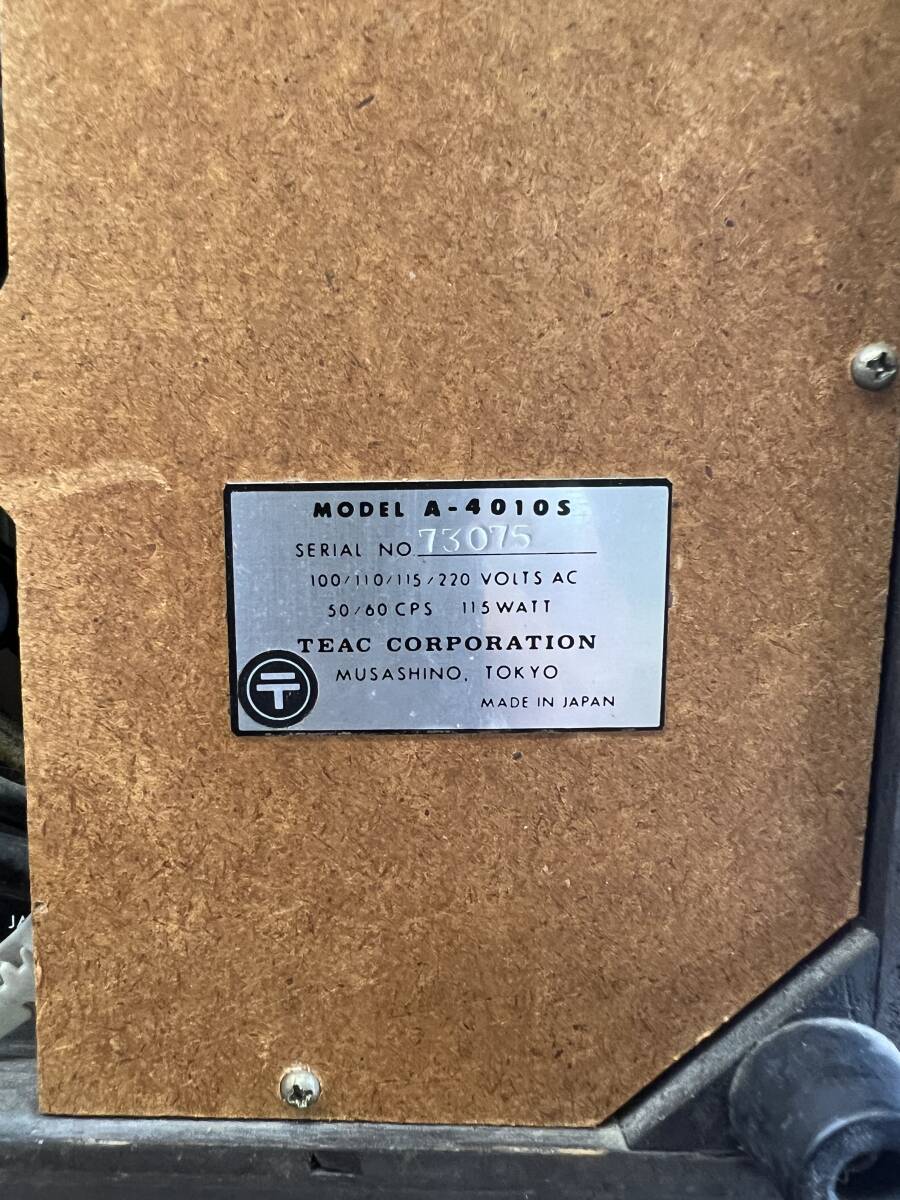 MODEL A-4010S
SERIAL NO. 73075
100/110/115/220 VOLTS AC
50/60 CPS 115 WATT
TEAC CORPORATION
MUSASHINO, TOKYO
MADE IN JAPAN